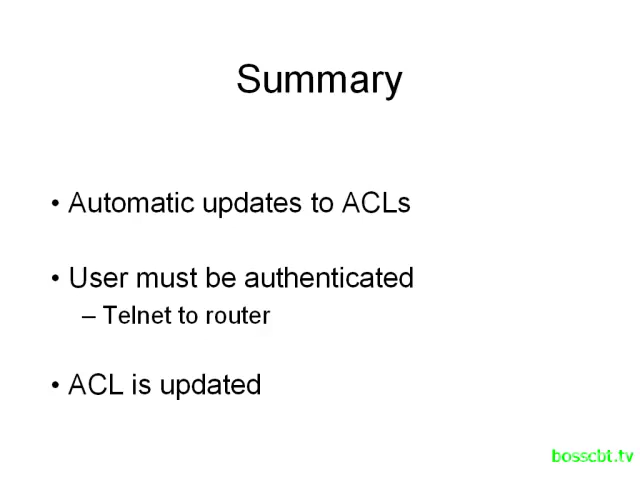 Summary
• Automatic updates to ACLs
• User must be authenticated
– Telnet to router
• ACL is updated
bosscbt.tv